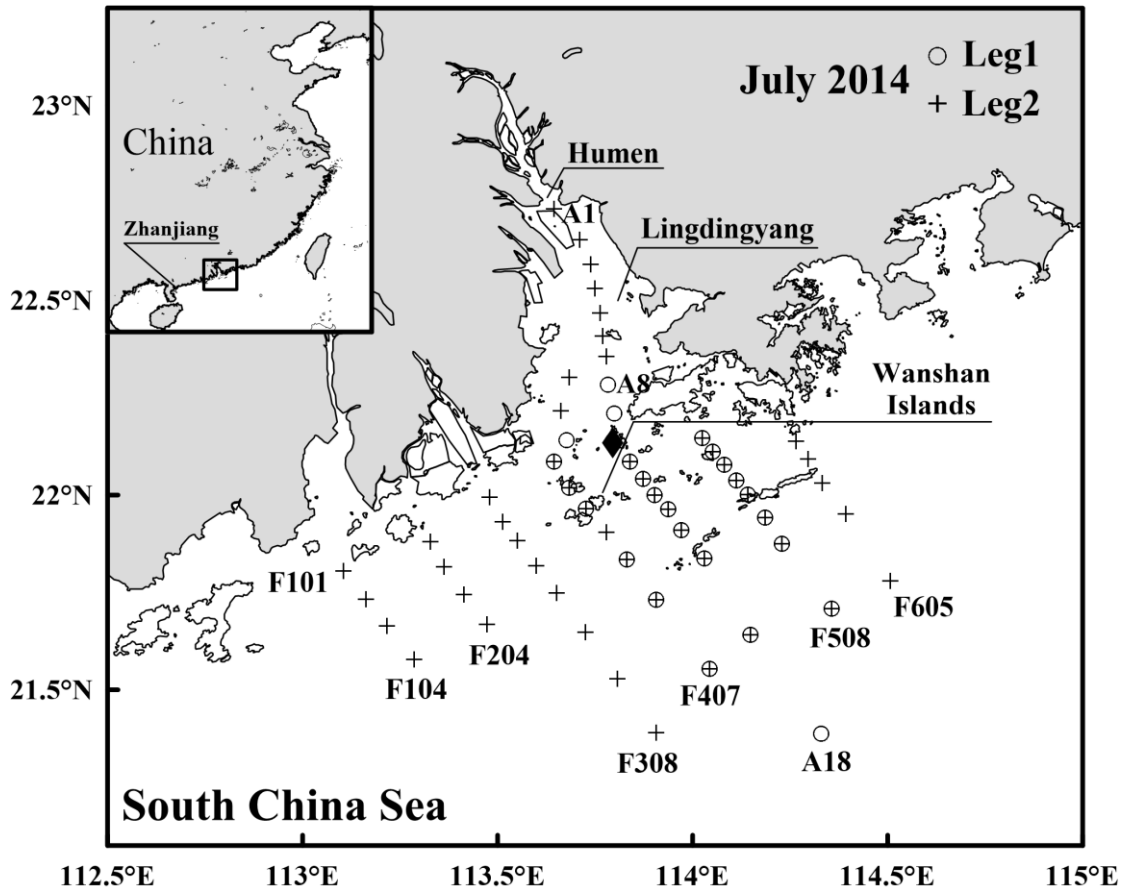 July 2014
○ Leg1
+ Leg2
23°N
22.5°N
22°N
21.5°N
China
Zhanjiang
Humen
A1
Lingdingyang
A8
Wanshan
Islands
F101
F104
F204
F308
F407
F508
F605
A18
South China Sea
112.5°E
113°E
113.5°E
114°E
114.5°E
115°E